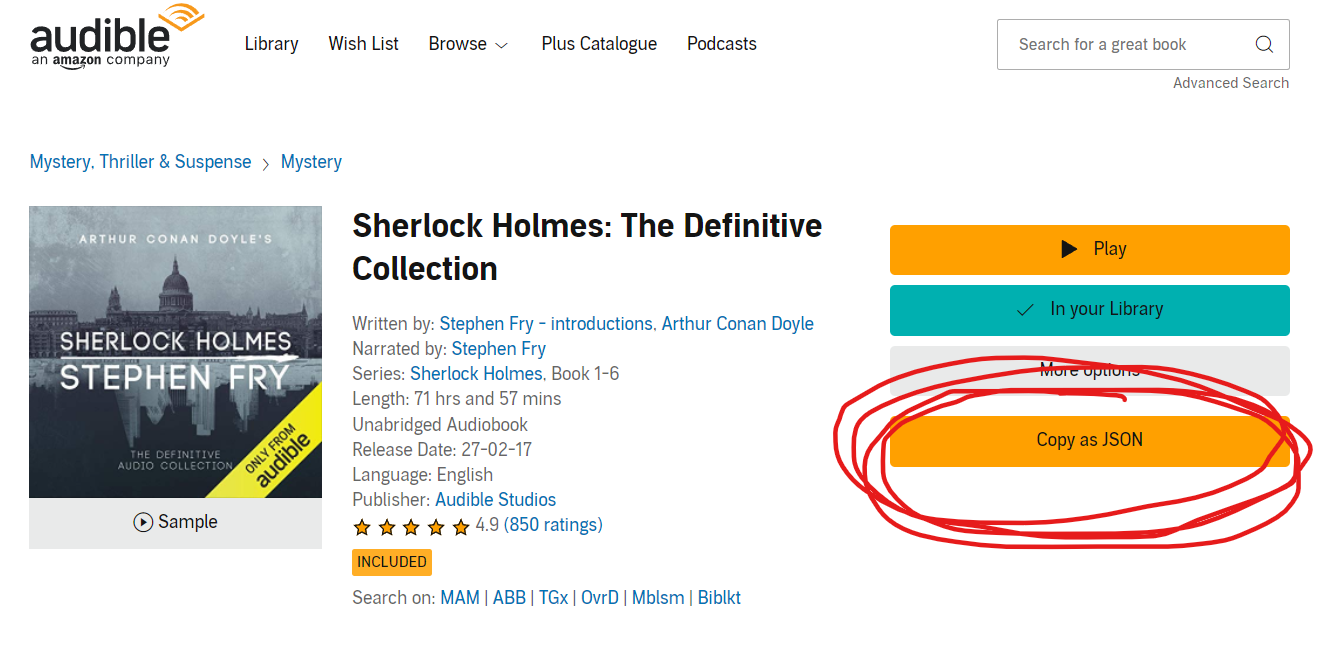 audible
an amazon company
Library Wish List Browse Plus Catalogue Podcasts
Search for a great book
Advanced Search
Mystery, Thriller & Suspense > Mystery
ARTHUR CONAN DOYLE'S
SHERLOCK HOLMES
STEPHEN FRY
THE DEFINITIVE
AUDIO COLLECTION
ONLY FROM
audible
Sample
Sherlock Holmes: The Definitive
Collection
Written by: Stephen Fry - introductions, Arthur Conan Doyle
Narrated by: Stephen Fry
Series: Sherlock Holmes, Book 1-6
Length: 71 hrs and 57 mins
Unabridged Audiobook
Release Date: 27-02-17
Language: English
Publisher: Audible Studios
4.9 (850 ratings)
INCLUDED
Search on: MAM | ABB | TGx | OvrD | Mblsm | Biblkt
Play
In your Library
More options
Copy as JSON